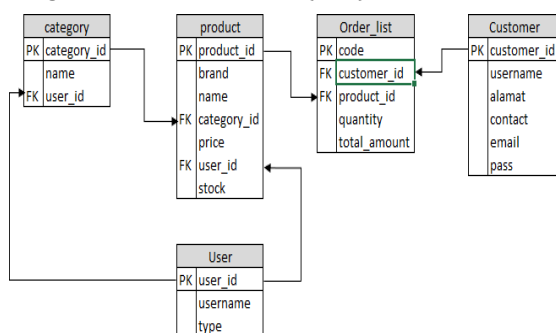 category
PK category_id
name
FK user_id
product
PK product_id
brand
name
FK category_id
price
FK user_id
stock
Order_list
PK code
FK customer_id
FK product_id
quantity
total_amount
Customer
PK customer_id
username
alamat
contact
email
pass
User
PK user_id
username
type